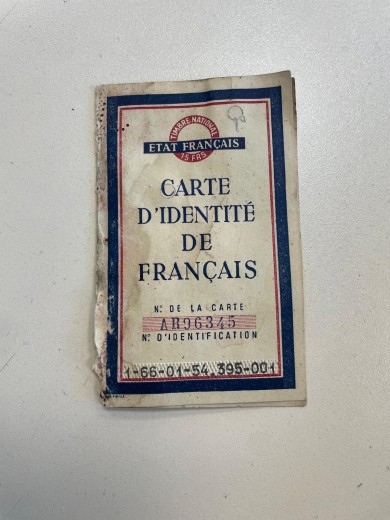 TIMBRE NATIONAL
ETAT FRANÇAIS
15 FRS
CARTE
D'IDENTITÉ
DE
FRANÇAIS
N° DE LA CARTE
AB96345
N° D'IDENTIFICATION
1-66-01-54.395-001